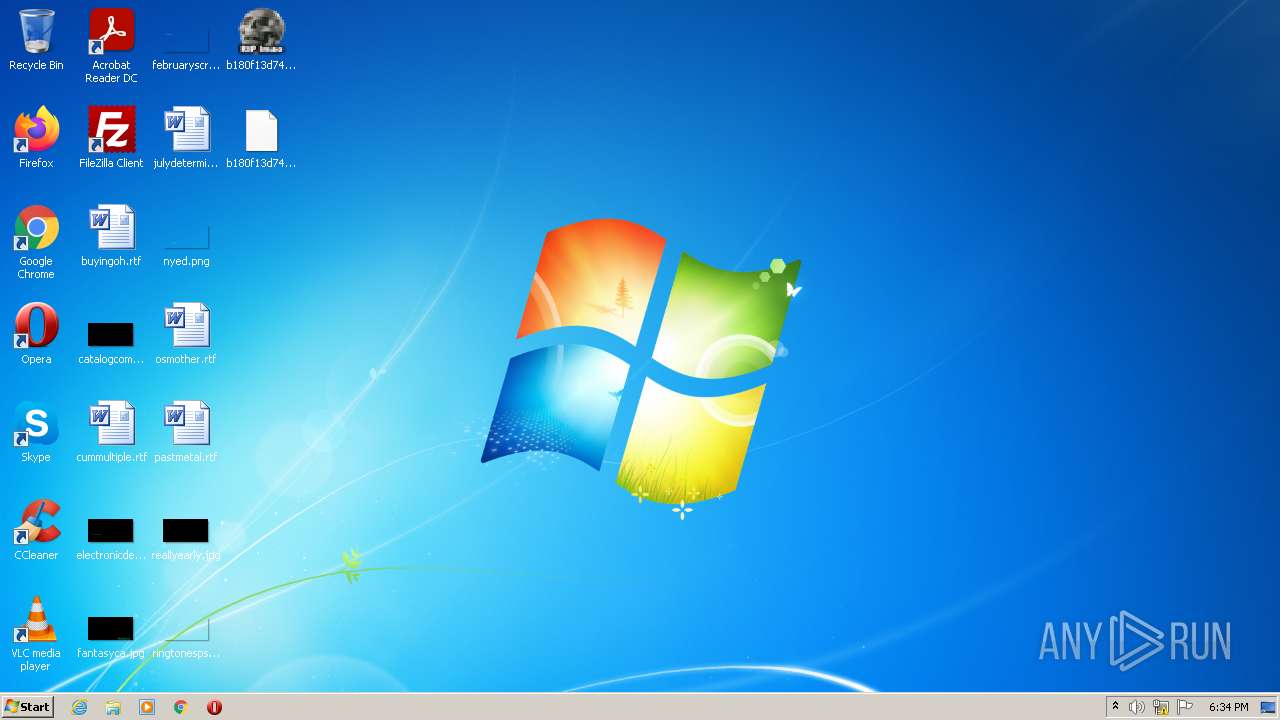 Recycle Bin
Acrobat
Reader DC
februaryscr...
b180f13d74...
Firefox
FileZilla Client
julydetermi...
b180f13d74...
Google
Chrome
buyingoh.rtf
nyed.png
Opera
catalogcom...
osmother.rtf
Skype
cummultiple.rtf
pastmetal.rtf
CCleaner
electronicde...
reallyearly.jpg
VLC media
player
fantasyca.jpg
ringtonesps...
ANY RUN
Start
6:34 PM